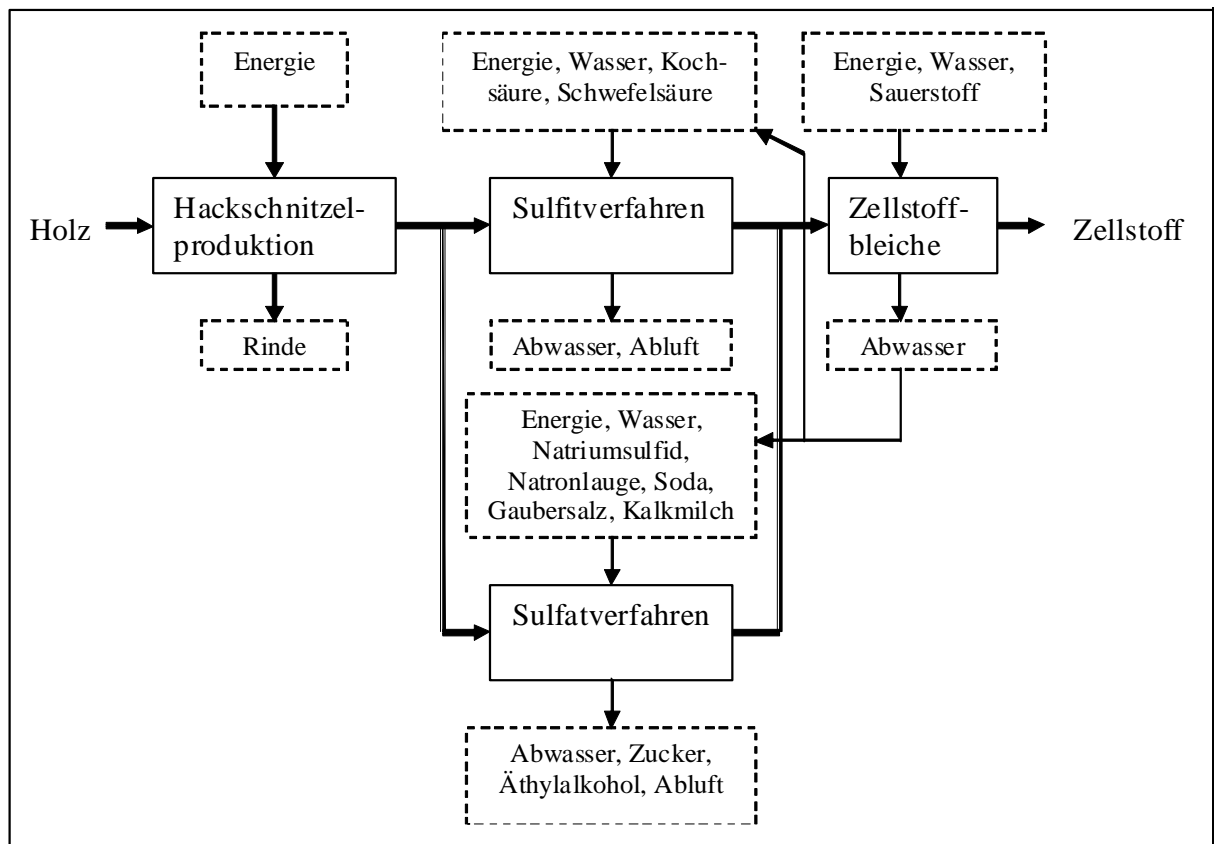 Energie
Energie, Wasser, Koch-
säure, Schwefelsäure
Energie, Wasser,
Sauerstoff
Holz
Hackschnitzel-
produktion
Sulfitverfahren
Zellstoff-
bleiche
Zellstoff
Rinde
Abwasser, Abluft
Abwasser
Energie, Wasser,
Natriumsulfid,
Natronlauge, Soda,
Gaubersalz, Kalkmilch
Sulfatverfahren
Abwasser, Zucker,
Äthylalkohol, Abluft